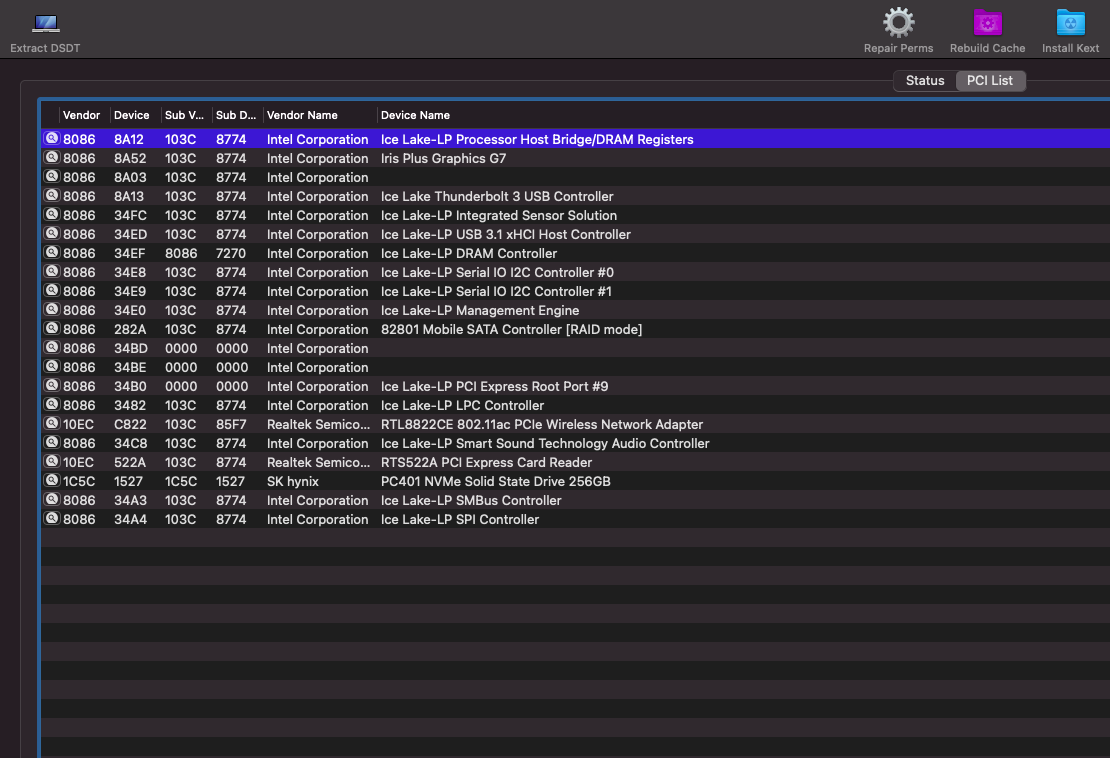 Extract DSDT
Repair Perms Rebuild Cache Install Kext
Status PCI List
Vendor Device Sub V... Sub D... Vendor Name Device Name
8086 8A12 103C 8774 Intel Corporation Ice Lake-LP Processor Host Bridge/DRAM Registers
8086 8A52 103C 8774 Intel Corporation Iris Plus Graphics G7
8086 8A03 103C 8774 Intel Corporation
8086 8A13 103C 8774 Intel Corporation Ice Lake Thunderbolt 3 USB Controller
8086 34FC 103C 8774 Intel Corporation Ice Lake-LP Integrated Sensor Solution
8086 34ED 103C 8774 Intel Corporation Ice Lake-LP USB 3.1 xHCI Host Controller
8086 34EF 8086 7270 Intel Corporation Ice Lake-LP DRAM Controller
8086 34E8 103C 8774 Intel Corporation Ice Lake-LP Serial IO I2C Controller #0
8086 34E9 103C 8774 Intel Corporation Ice Lake-LP Serial IO I2C Controller #1
8086 34E0 103C 8774 Intel Corporation Ice Lake-LP Management Engine
8086 282A 103C 8774 Intel Corporation 82801 Mobile SATA Controller [RAID mode]
8086 34BD 0000 0000 Intel Corporation
8086 34BE 0000 0000 Intel Corporation
8086 34B0 0000 0000 Intel Corporation Ice Lake-LP PCI Express Root Port #9
8086 3482 103C 8774 Intel Corporation Ice Lake-LP LPC Controller
10EC C822 103C 85F7 Realtek Semico... RTL8822CE 802.11ac PCIe Wireless Network Adapter
8086 34C8 103C 8774 Intel Corporation Ice Lake-LP Smart Sound Technology Audio Controller
10EC 522A 103C 8774 Realtek Semico... RTS522A PCI Express Card Reader
1C5C 1527 1C5C 1527 SK hynix PC401 NVMe Solid State Drive 256GB
8086 34A3 103C 8774 Intel Corporation Ice Lake-LP SMBus Controller
8086 34A4 103C 8774 Intel Corporation Ice Lake-LP SPI Controller